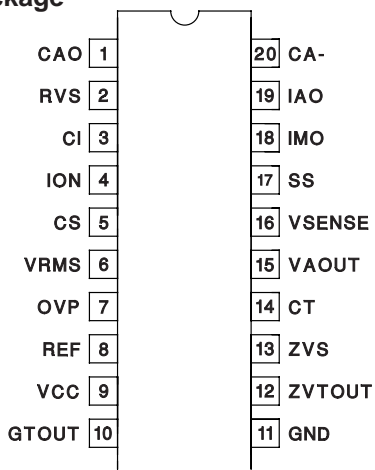 CAO 1 20 CA-
RVS 2 19 IAO
CI 3 18 IMO
ION 4 17 SS
CS 5 16 VSENSE
VRMS 6 15 VAOUT
OVP 7 14 CT
REF 8 13 ZVS
VCC 9 12 ZVTOUT
GTOUT 10 11 GND